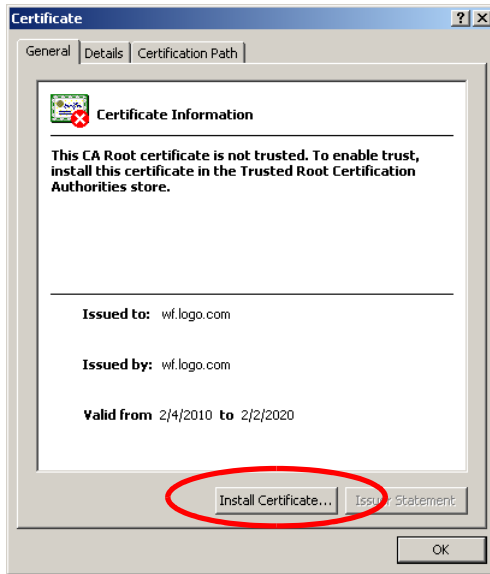 Certificate
General Details Certification Path
Certificate Information
This CA Root certificate is not trusted. To enable trust,
install this certificate in the Trusted Root Certification
Authorities store.
Issued to: wf.logo.com
Issued by: wf.logo.com
Valid from 2/4/2010 to 2/2/2020
Install Certificate... Issuer Statement
OK